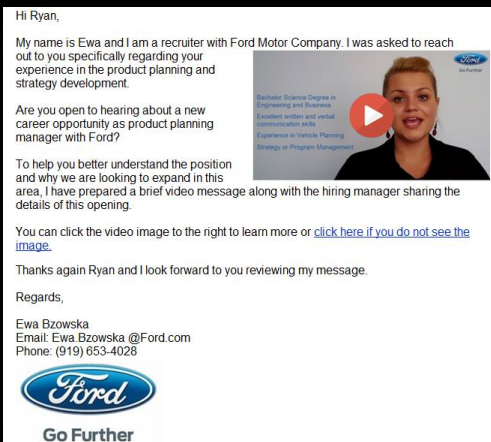 Hi Ryan,
My name is Ewa and I am a recruiter with Ford Motor Company. I was asked to reach
out to you specifically regarding your
experience in the product planning and
strategy development.
Ford
Go Further
Bachelor Science Degree in
Engineering and Business
Excellent written and verbal
communication skills
Experience in Vehicle Planning
Strategy or Program Management
Are you open to hearing about a new
career opportunity as product planning
manager with Ford?
To help you better understand the position
and why we are looking to expand in this
area, I have prepared a brief video message along with the hiring manager sharing the
details of this opening.
You can click the video image to the right to learn more or click here if you do not see the
image.
Thanks again Ryan and I look forward to you reviewing my message.
Regards,
Ewa Bzowska
Email: Ewa.Bzowska @Ford.com
Phone: (919) 653-4028
Ford
Go Further